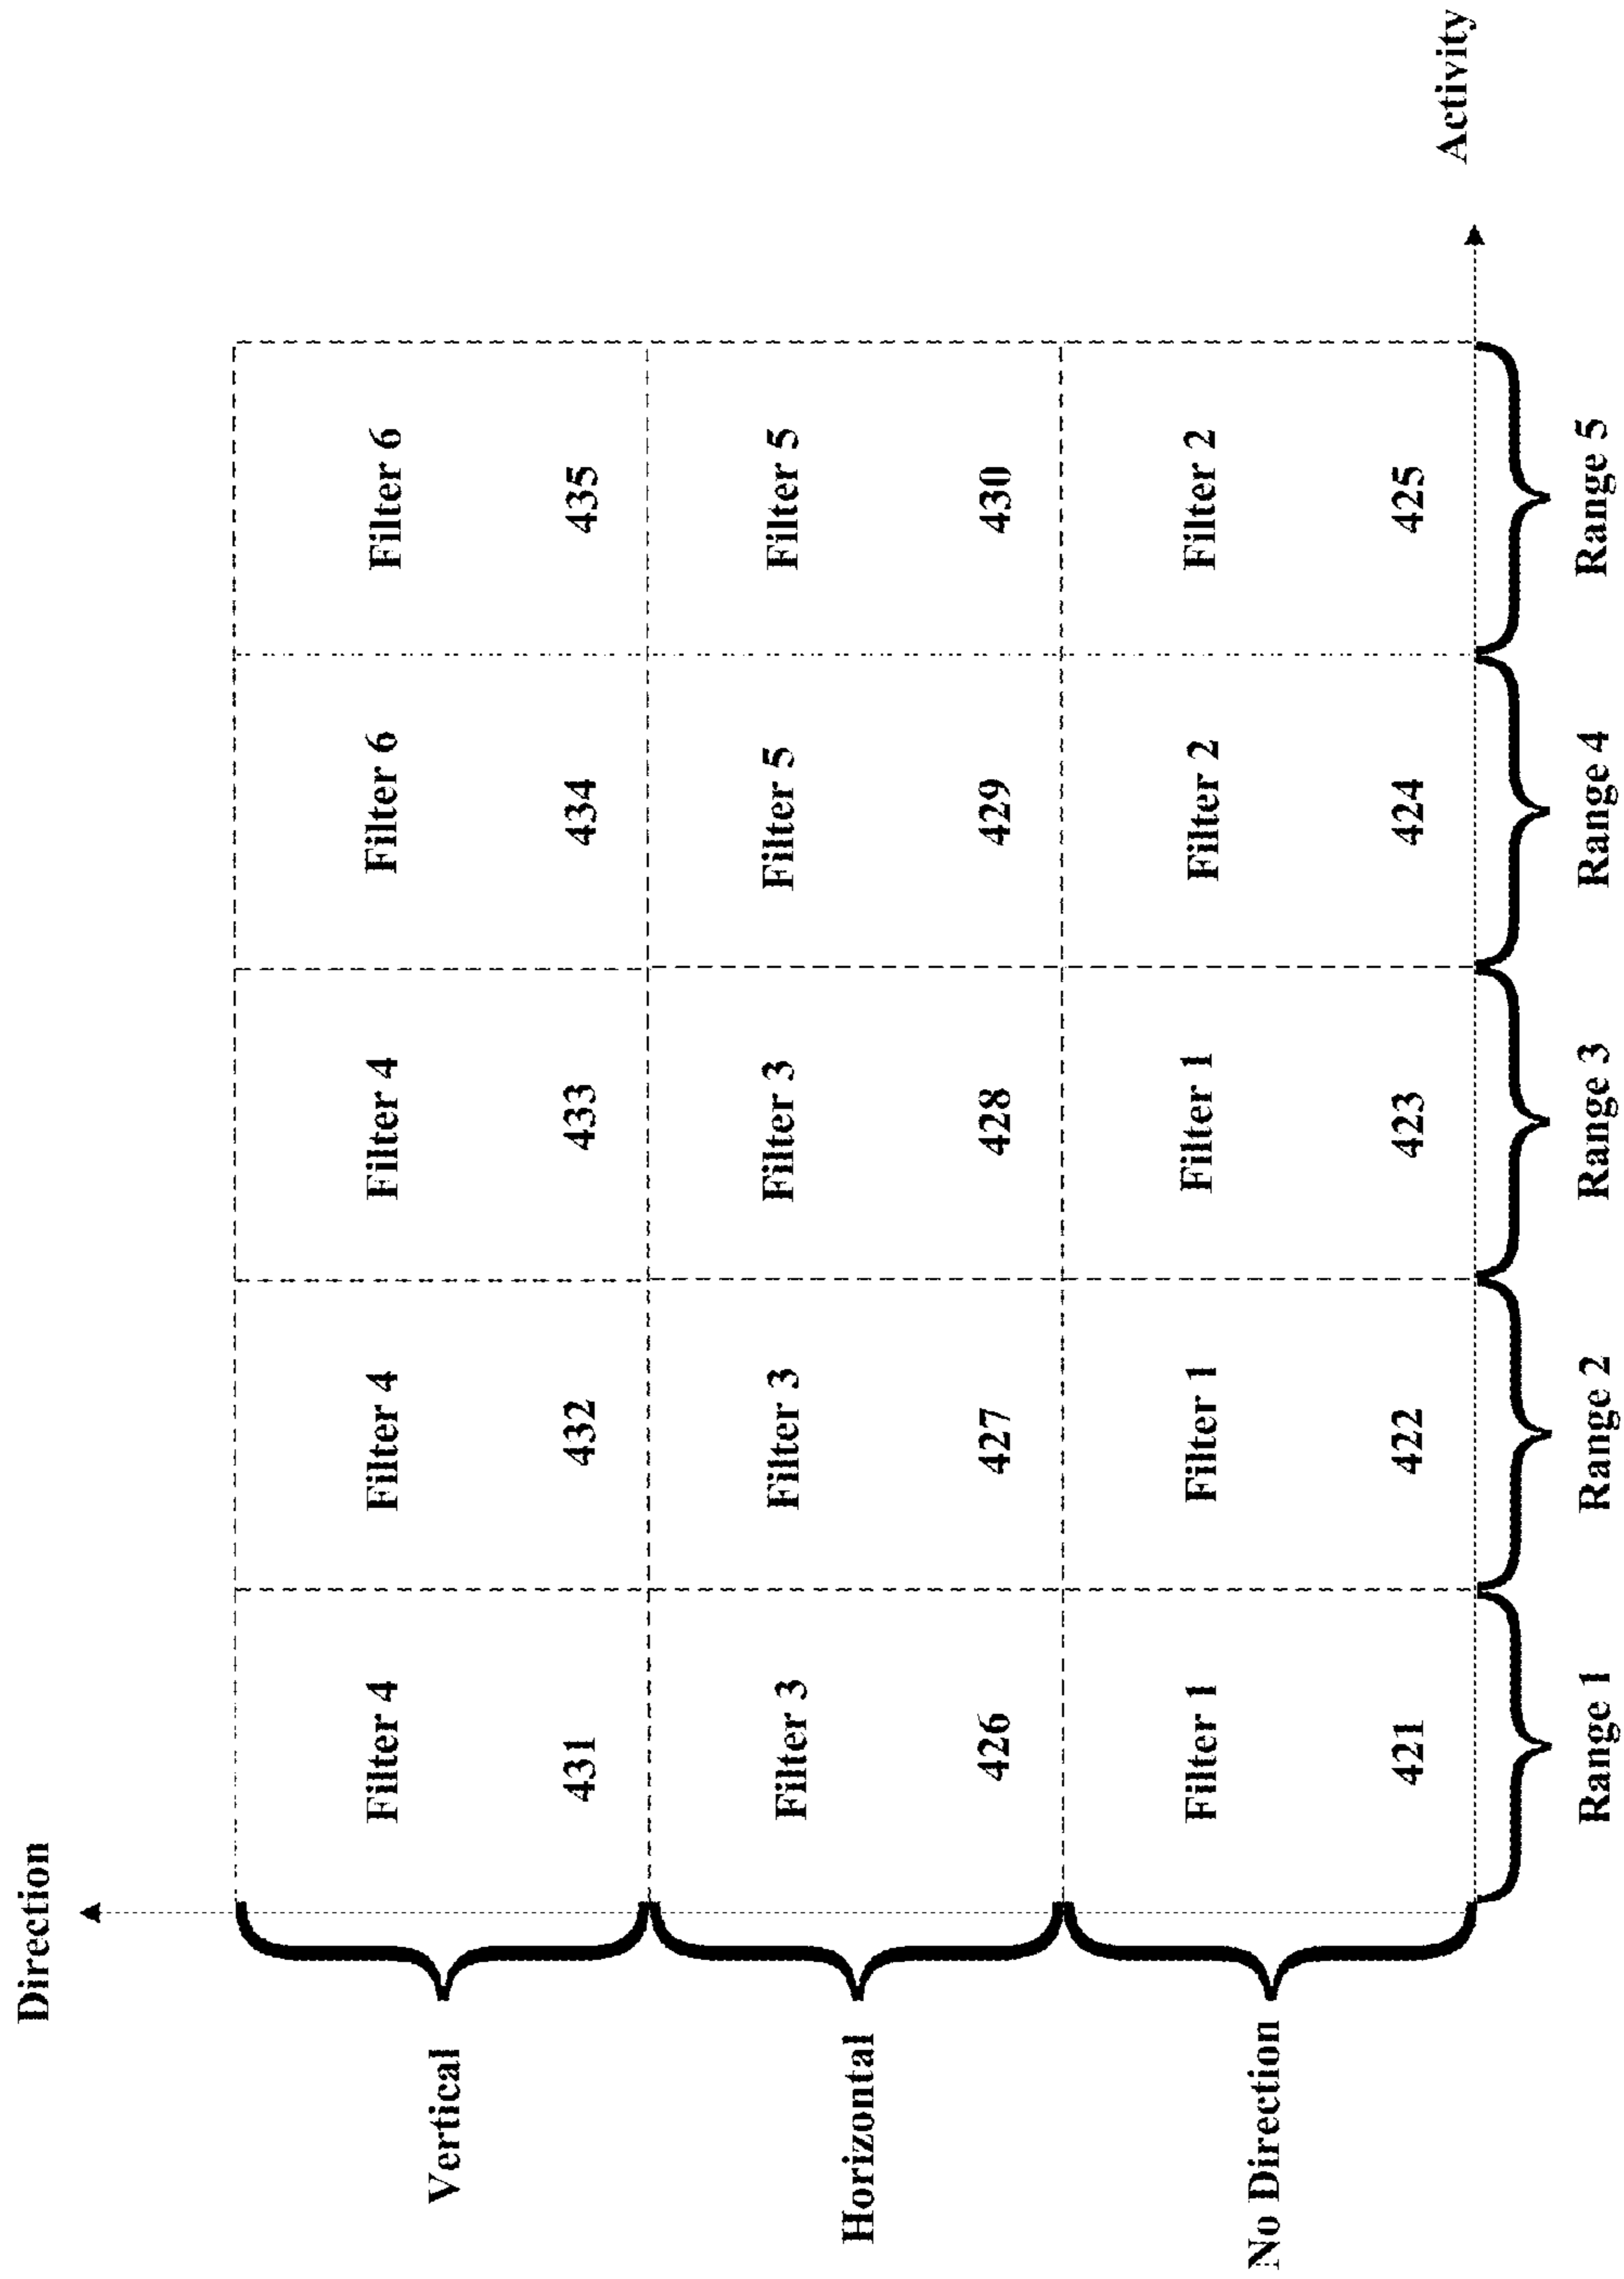 Direction
Vertical
Filter 4
Filter 4
Filter 4
Filter 6
Filter 6
431
432
433
434
435
Horizontal
Filter 3
Filter 3
Filter 3
Filter 5
Filter 5
426
427
428
429
430
No Direction
Filter 1
Filter 1
Filter 1
Filter 2
Filter 2
421
422
423
424
425
Activity
Range 1
Range 2
Range 3
Range 4
Range 5